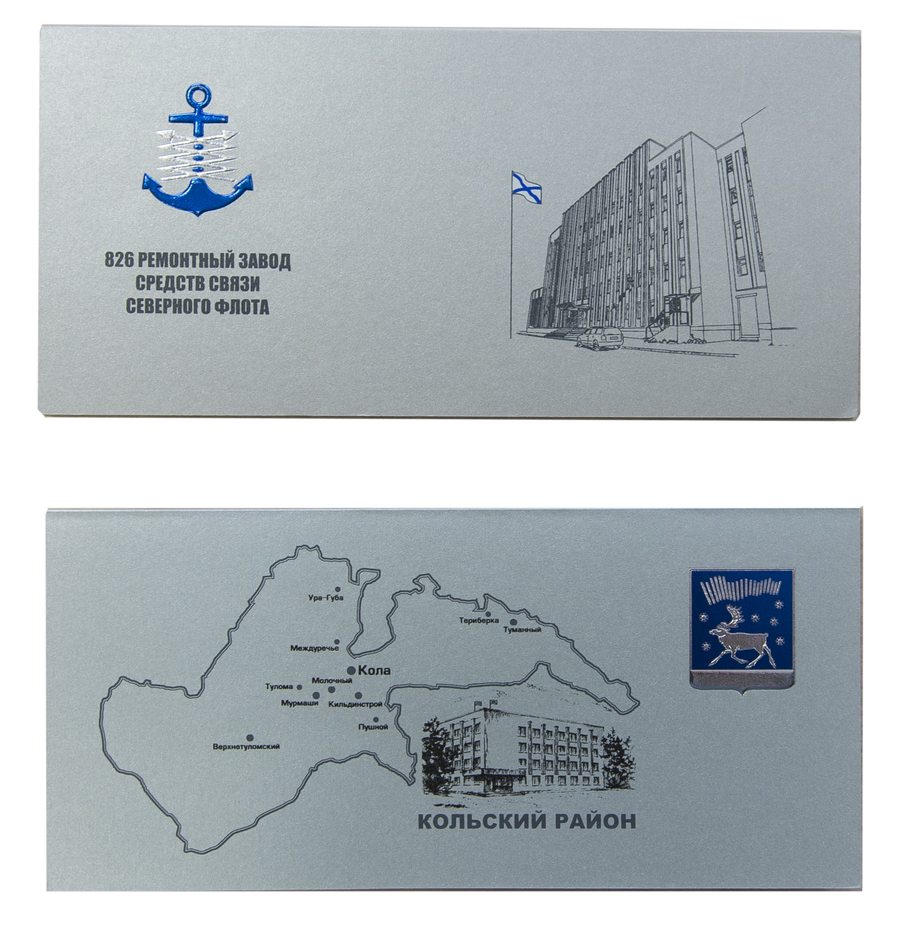 826 РЕМОНТНЫЙ ЗАВОД
СРЕДСТВ СВЯЗИ
СЕВЕРНОГО ФЛОТА
Ура-Губа
Териберка
Туманный
Междуречье
Кола
Молочный
Тулома
Мурмаши
Кильдинстрой
Пушной
Верхнетуломский
КОЛЬСКИЙ РАЙОН